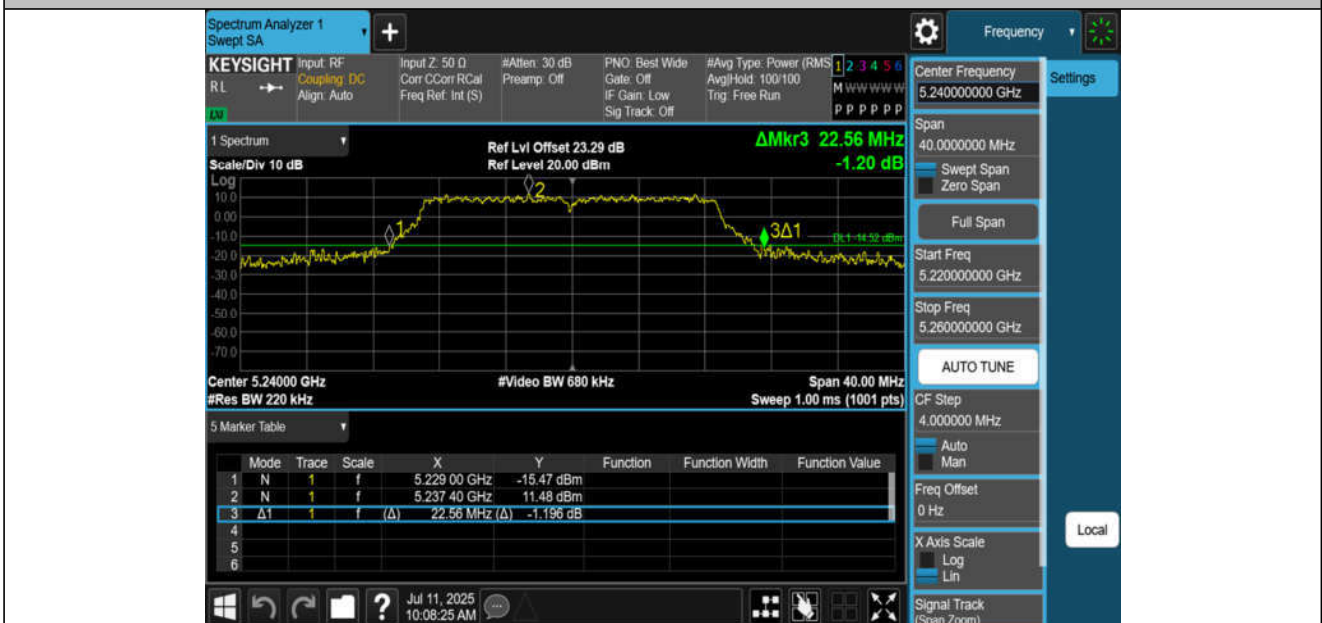 Spectrum Analyzer 1
Swept SA
Frequency
KEYSIGHT
RL
LV
Input: RF
Coupling: DC
Align: Auto
Input Z: 50 Ω
Corr CCorr RCal
Freq Ref: Int (S)
#Atten: 30 dB
Preamp: Off
PNO: Best Wide
Gate: Off
IF Gain: Low
Sig Track: Off
#Avg Type: Power (RMS
Avg|Hold: 100/100
Trig: Free Run
1 2 3 4 5 6
M W W W W W
P P P P P P
Center Frequency
5.240000000 GHz
Settings
Span
40.0000000 MHz
Swept Span
Zero Span
Full Span
Start Freq
5.220000000 GHz
Stop Freq
5.260000000 GHz
AUTO TUNE
CF Step
4.000000 MHz
Auto
Man
Freq Offset
0 Hz
X Axis Scale
Log
Lin
Signal Track
(Span Zoom)
Local
1 Spectrum
Scale/Div 10 dB
Ref Lvl Offset 23.29 dB
Ref Level 20.00 dBm
ΔMkr3 22.56 MHz
-1.20 dB
Log
10.0
0.00
-10.0
-20.0
-30.0
-40.0
-50.0
-60.0
-70.0
1
2
3Δ1
DL1 -14.52 dBm
Center 5.24000 GHz
#Video BW 680 kHz
Span 40.00 MHz
#Res BW 220 kHz
Sweep 1.00 ms (1001 pts)
5 Marker Table
Mode Trace Scale X Y Function Function Width Function Value
1 N 1 f 5.229 00 GHz -15.47 dBm
2 N 1 f 5.237 40 GHz 11.48 dBm
3 Δ1 1 f (Δ) 22.56 MHz (Δ) -1.196 dB
4
5
6
Jul 11, 2025
10:08:25 AM